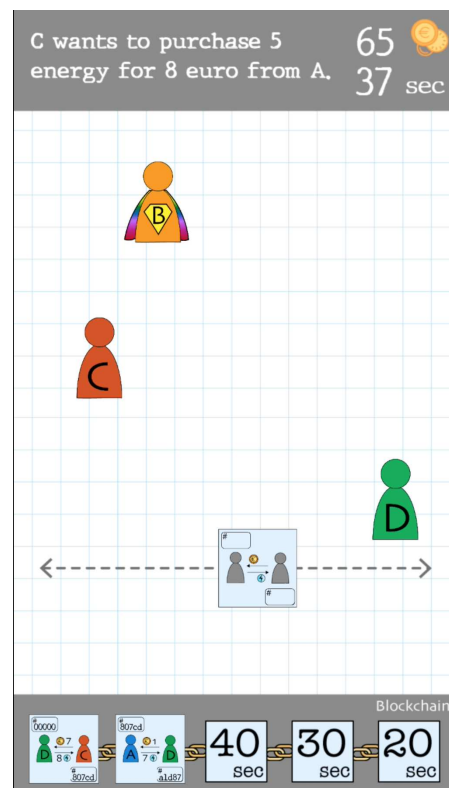 C wants to purchase 5
energy for 8 euro from A.
65
37 sec
B
C
D
#
#
Blockchain
#
00000
D 7 C
8
#
807cd
#
807cd
A 1 D
7
#
a1d87
40
sec
30
sec
20
sec